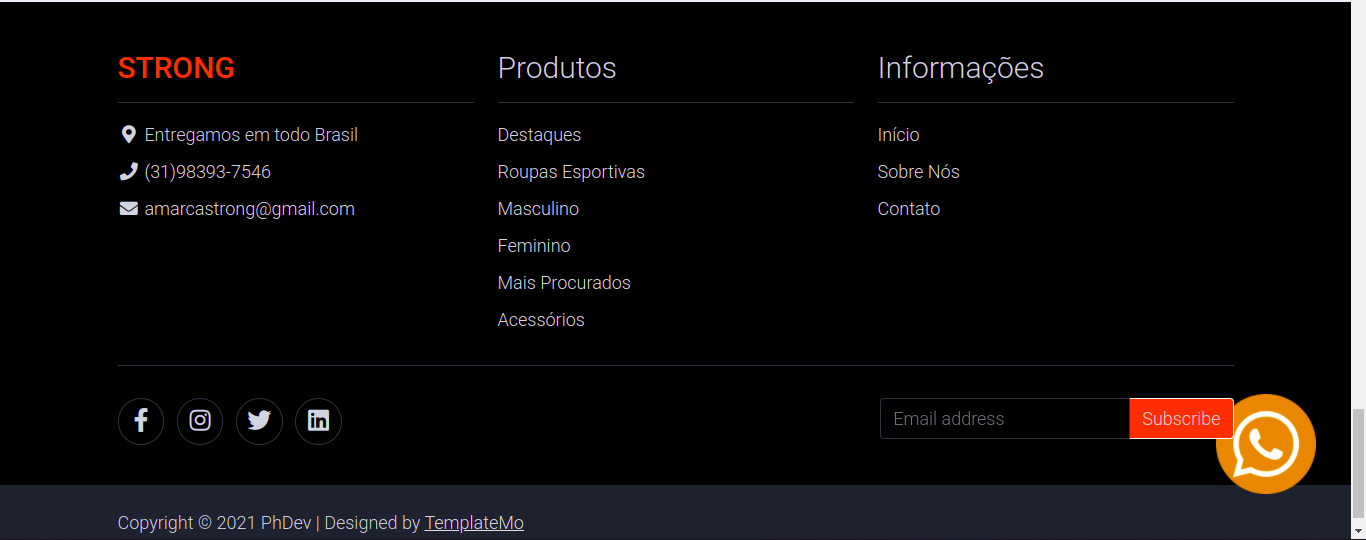 STRONG
Entregamos em todo Brasil
(31)98393-7546
amarcastrong@gmail.com
Produtos
Destaques
Roupas Esportivas
Masculino
Feminino
Mais Procurados
Acessórios
Informações
Início
Sobre Nós
Contato
Email address
Subscribe
Copyright © 2021 PhDev | Designed by TemplateMo